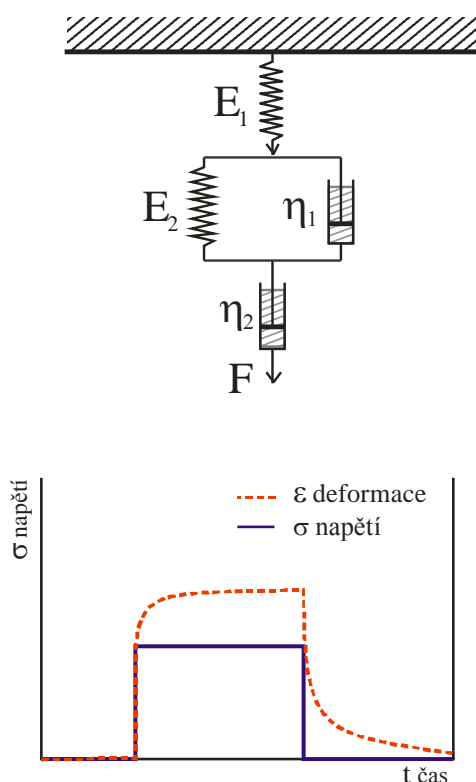 E₁
E₂
η₁
η₂
F
ε deformace
σ napětí
σ napětí
t čas